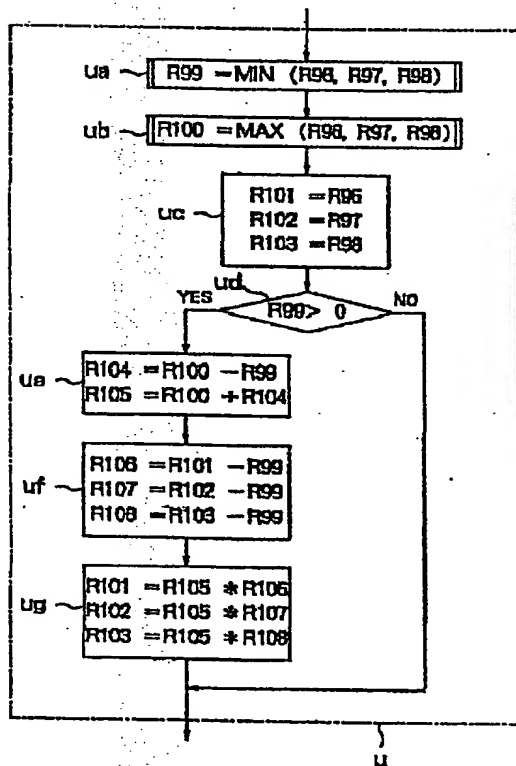 ua R99 =MIN (R96, R97, R98)
ub R100 =MAX (R96, R97, R98)
uc
R101 =R96
R102 =R97
R103 =R98
ud
YES R99> 0 NO
ue
R104 =R100 -R99
R105 =R100 +R104
uf
R106 =R101 -R99
R107 =R102 -R99
R108 =R103 -R99
ug
R101 =R105 *R106
R102 =R105 *R107
R103 =R105 *R108
u